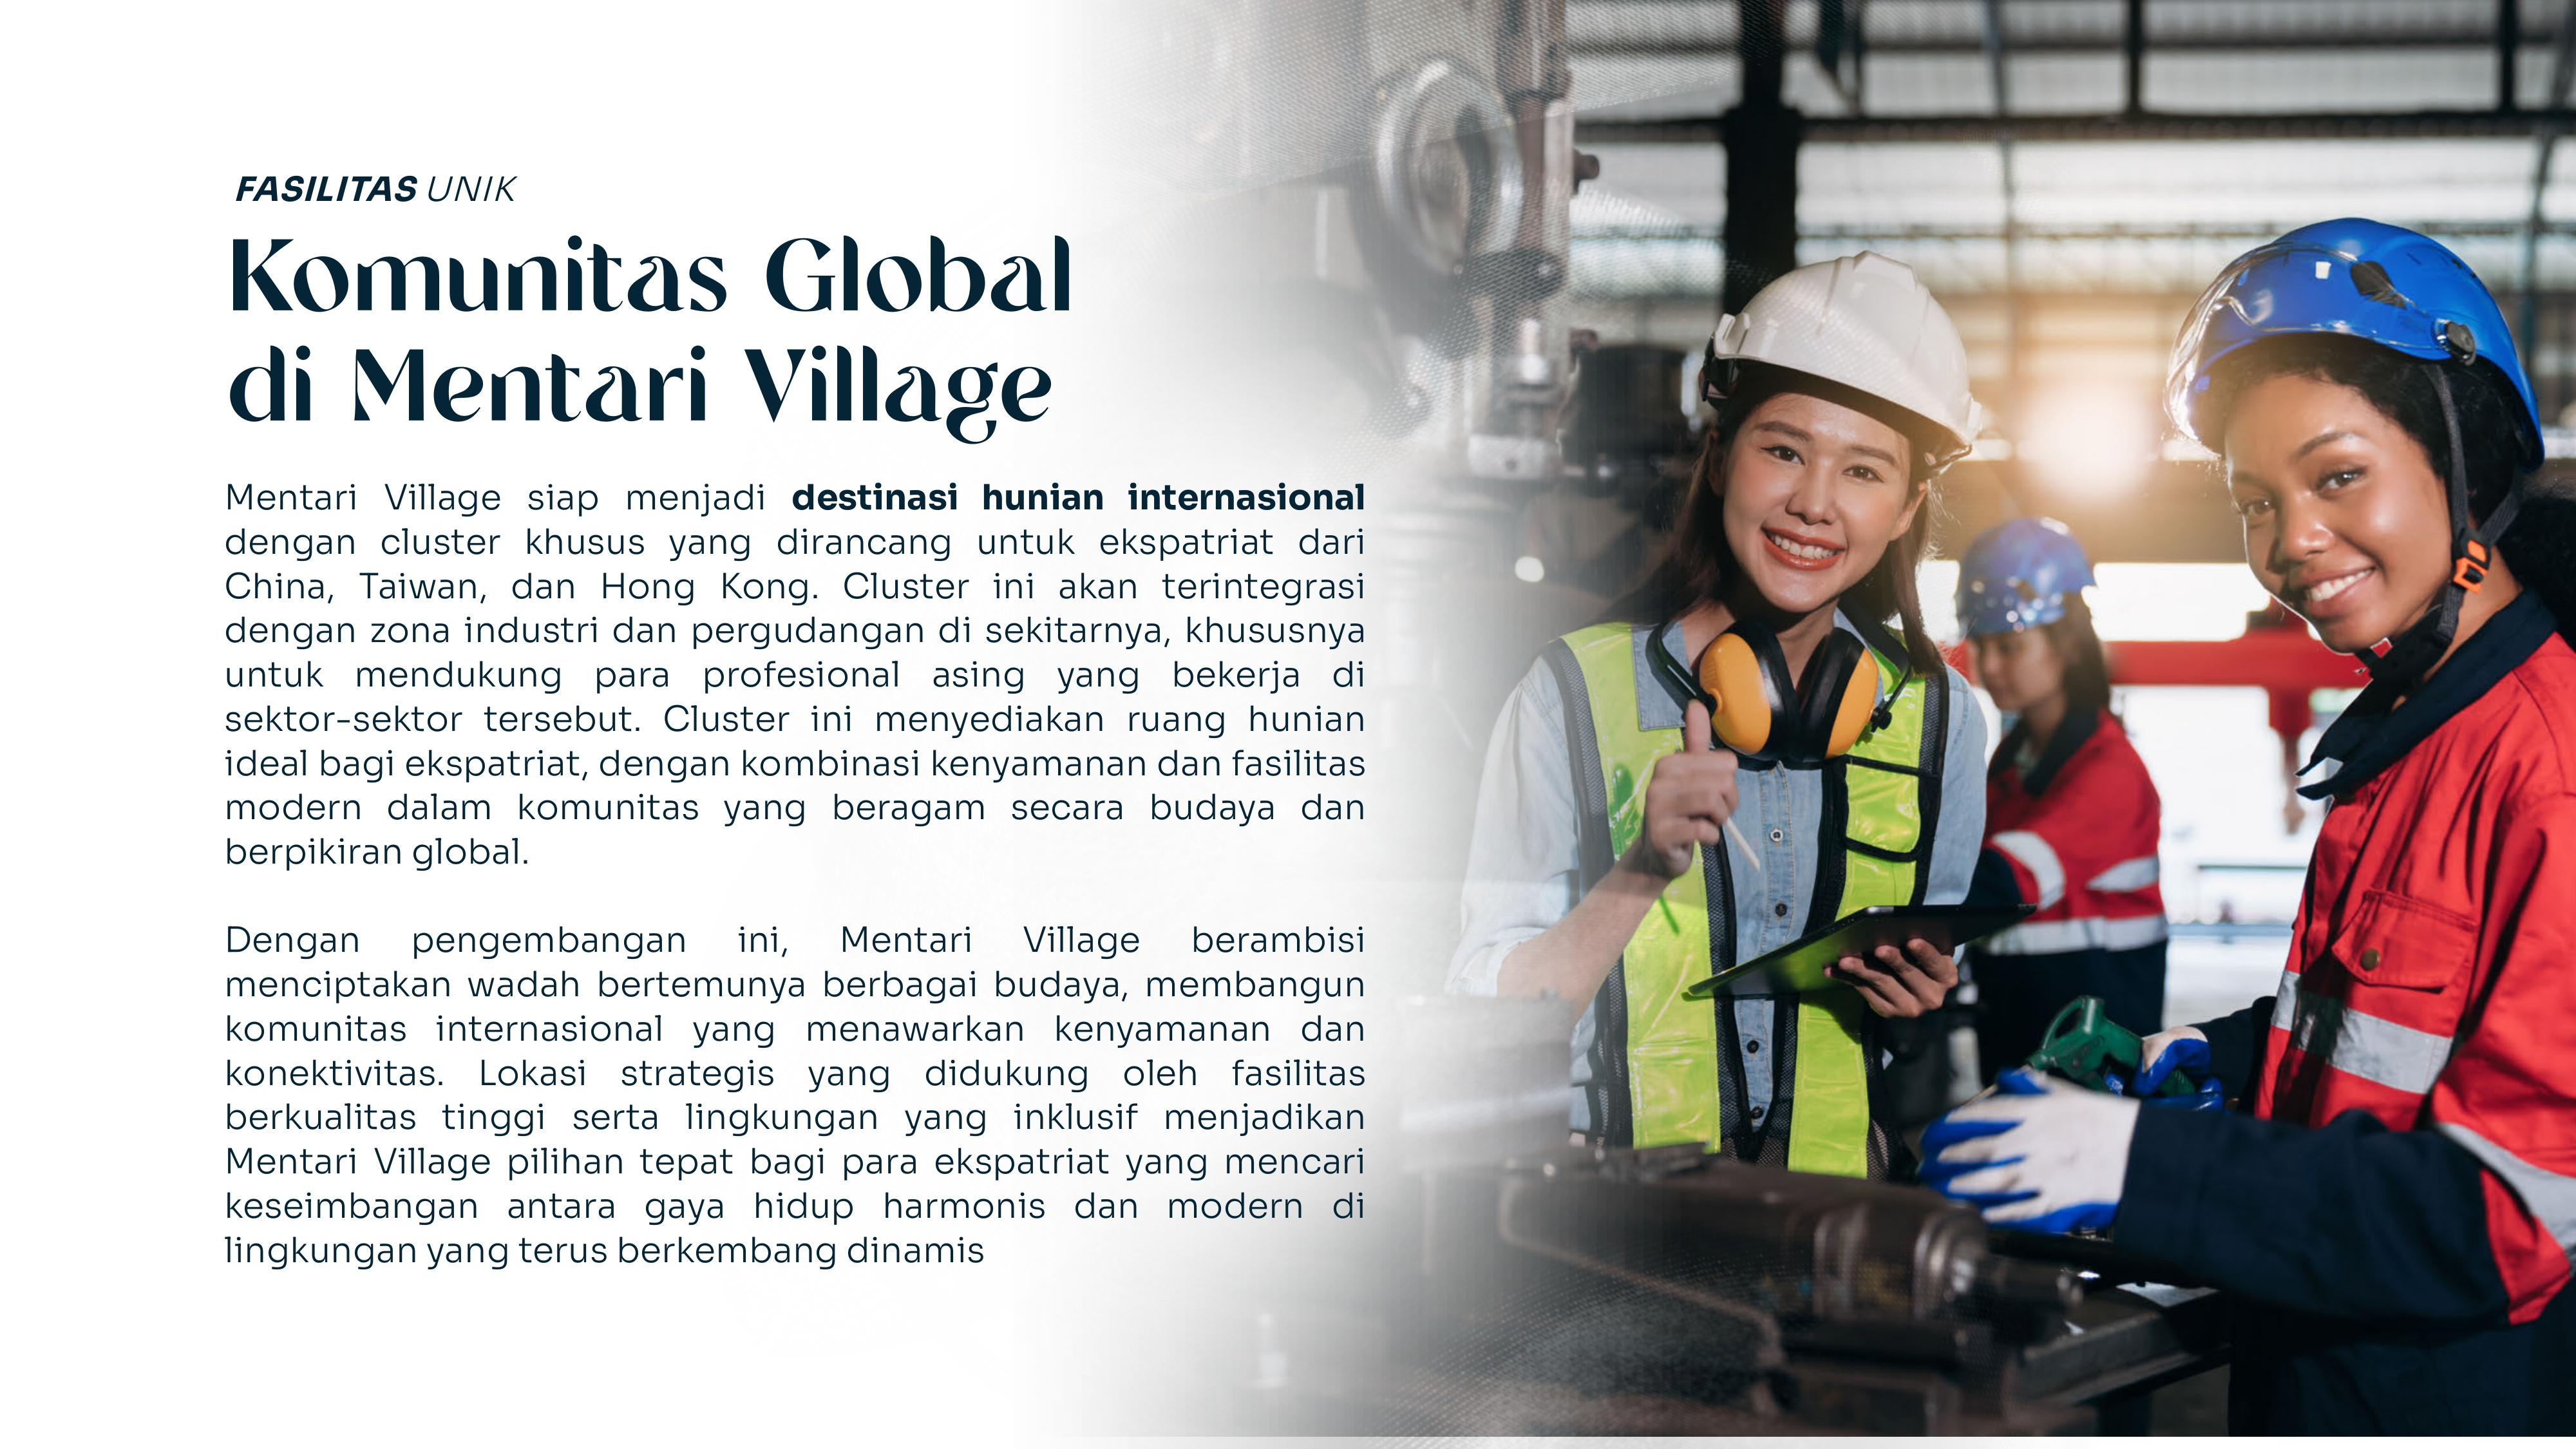 FASILITAS UNIK
Komunitas Global
di Mentari Village
Mentari Village siap menjadi destinasi hunian internasional
dengan cluster khusus yang dirancang untuk ekspatriat dari
China, Taiwan, dan Hong Kong. Cluster ini akan terintegrasi
dengan zona industri dan pergudangan di sekitarnya, khususnya
untuk mendukung para profesional asing yang bekerja di
sektor-sektor tersebut. Cluster ini menyediakan ruang hunian
ideal bagi ekspatriat, dengan kombinasi kenyamanan dan fasilitas
modern dalam komunitas yang beragam secara budaya dan
berpikiran global.
Dengan pengembangan ini, Mentari Village berambisi
menciptakan wadah bertemunya berbagai budaya, membangun
komunitas internasional yang menawarkan kenyamanan dan
konektivitas. Lokasi strategis yang didukung oleh fasilitas
berkualitas tinggi serta lingkungan yang inklusif menjadikan
Mentari Village pilihan tepat bagi para ekspatriat yang mencari
keseimbangan antara gaya hidup harmonis dan modern di
lingkungan yang terus berkembang dinamis